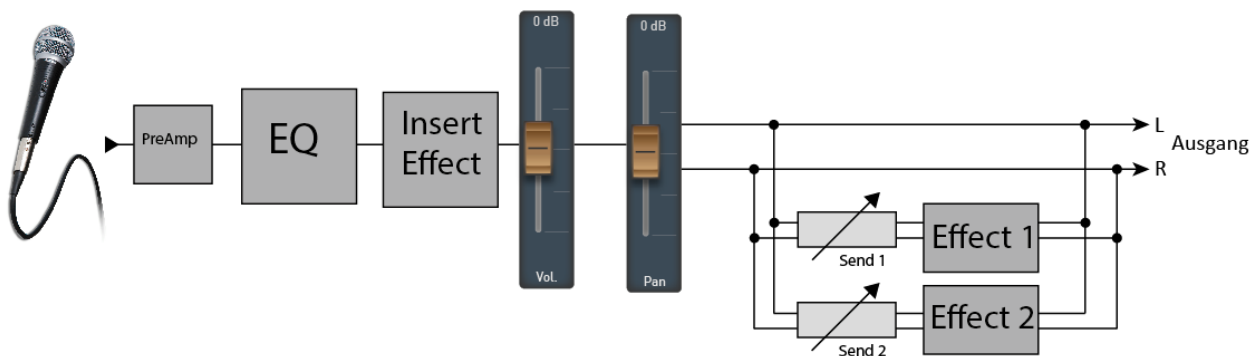 PreAmp
EQ
Insert
Effect
0 dB
Vol.
0 dB
Pan
L
Ausgang
R
Send 1
Effect 1
Send 2
Effect 2